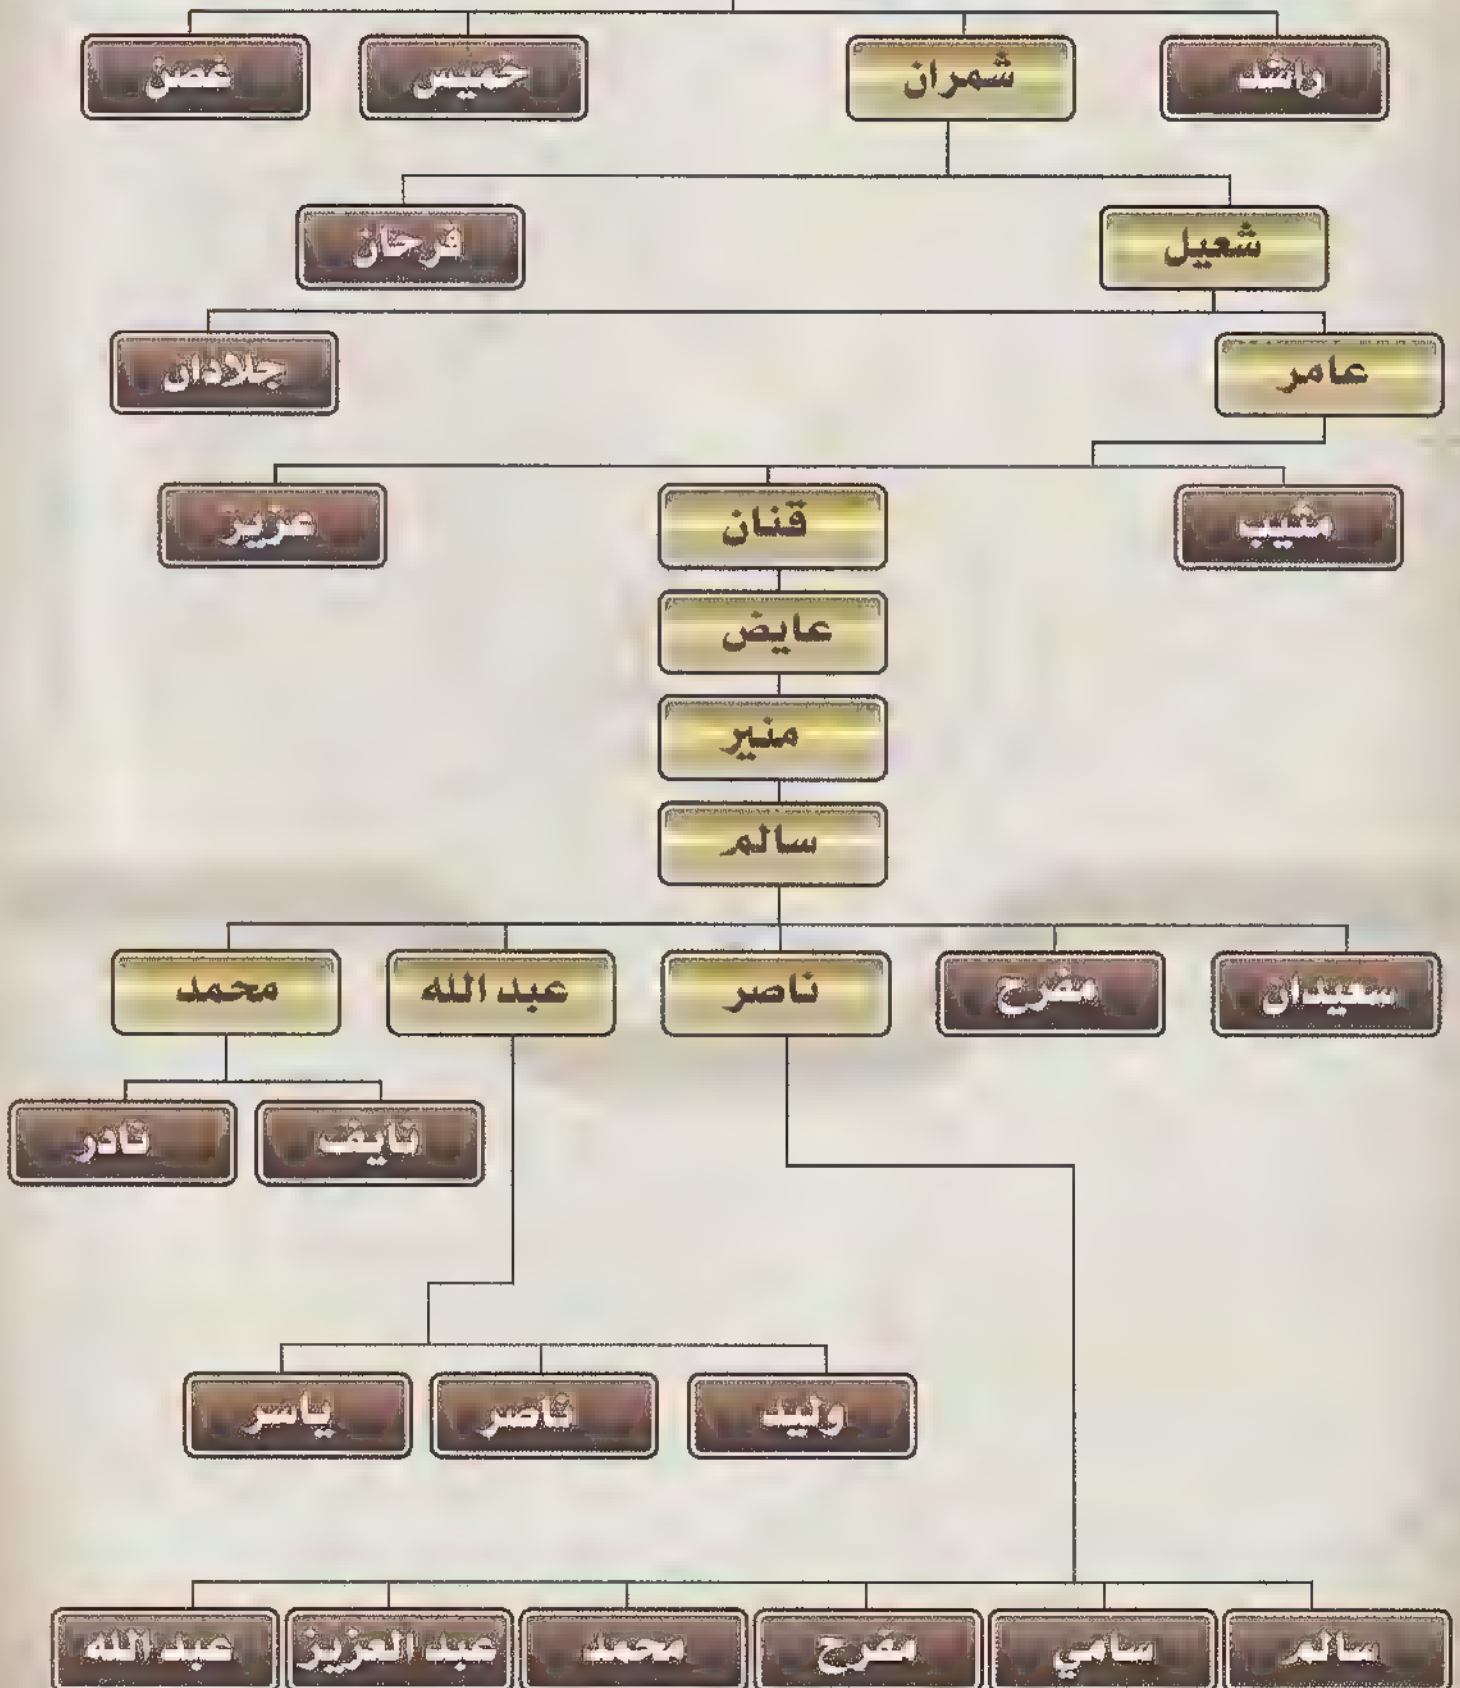 راشد شمران خميس غصن
شعيل فرحان
عامر جلادان
مشيب قنان عزيز
عايض
منير
سالم
سعيدان مفرح ناصر عبد الله محمد
نايف نادر
وليد ناصر ياسر
سالم سامي مفرح محمد عبد العزيز عبد الله